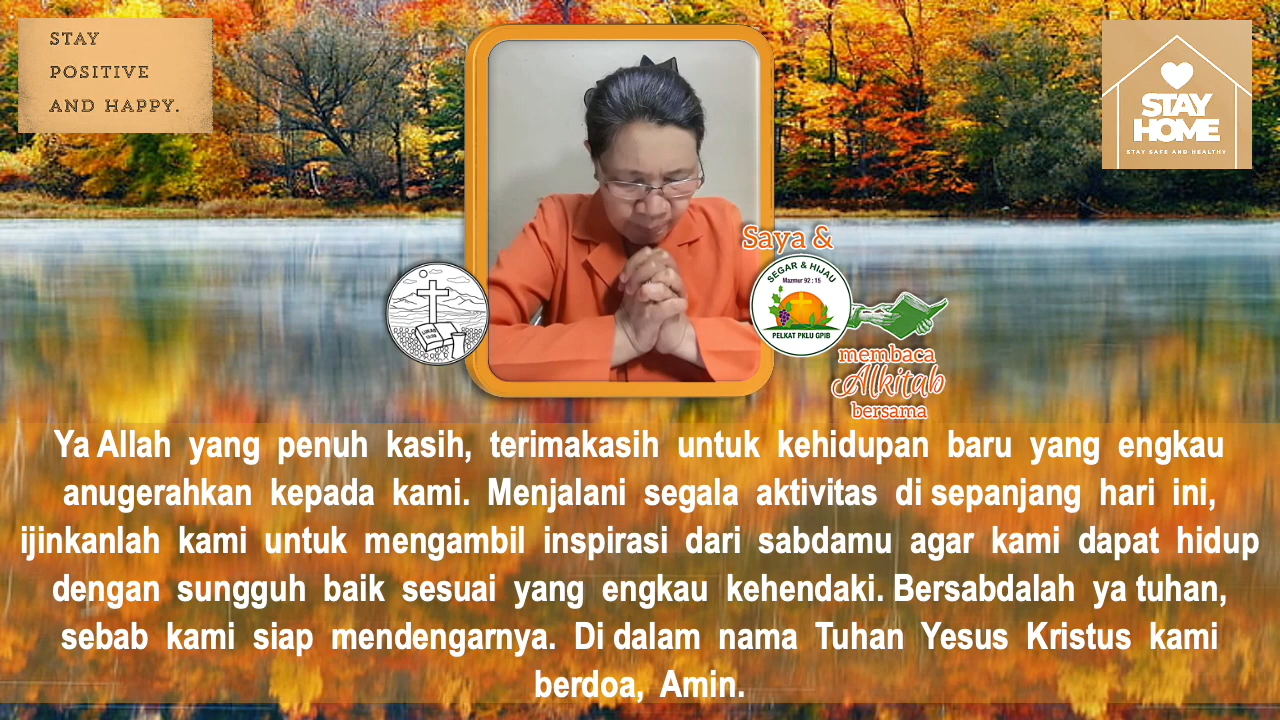 STAY
POSITIVE
AND HAPPY.
STAY
HOME
STAY SAFE AND HEALTHY
Saya &
SEGAR & HIJAU
Mazmur 92 : 15
PELKAT PKLU GPIB
membaca
Alkitab
bersama
Ya Allah yang penuh kasih, terimakasih untuk kehidupan baru yang engkau
anugerahkan kepada kami. Menjalani segala aktivitas di sepanjang hari ini,
ijinkanlah kami untuk mengambil inspirasi dari sabdamu agar kami dapat hidup
dengan sungguh baik sesuai yang engkau kehendaki. Bersabdalah ya tuhan,
sebab kami siap mendengarnya. Di dalam nama Tuhan Yesus Kristus kami
berdoa, Amin.